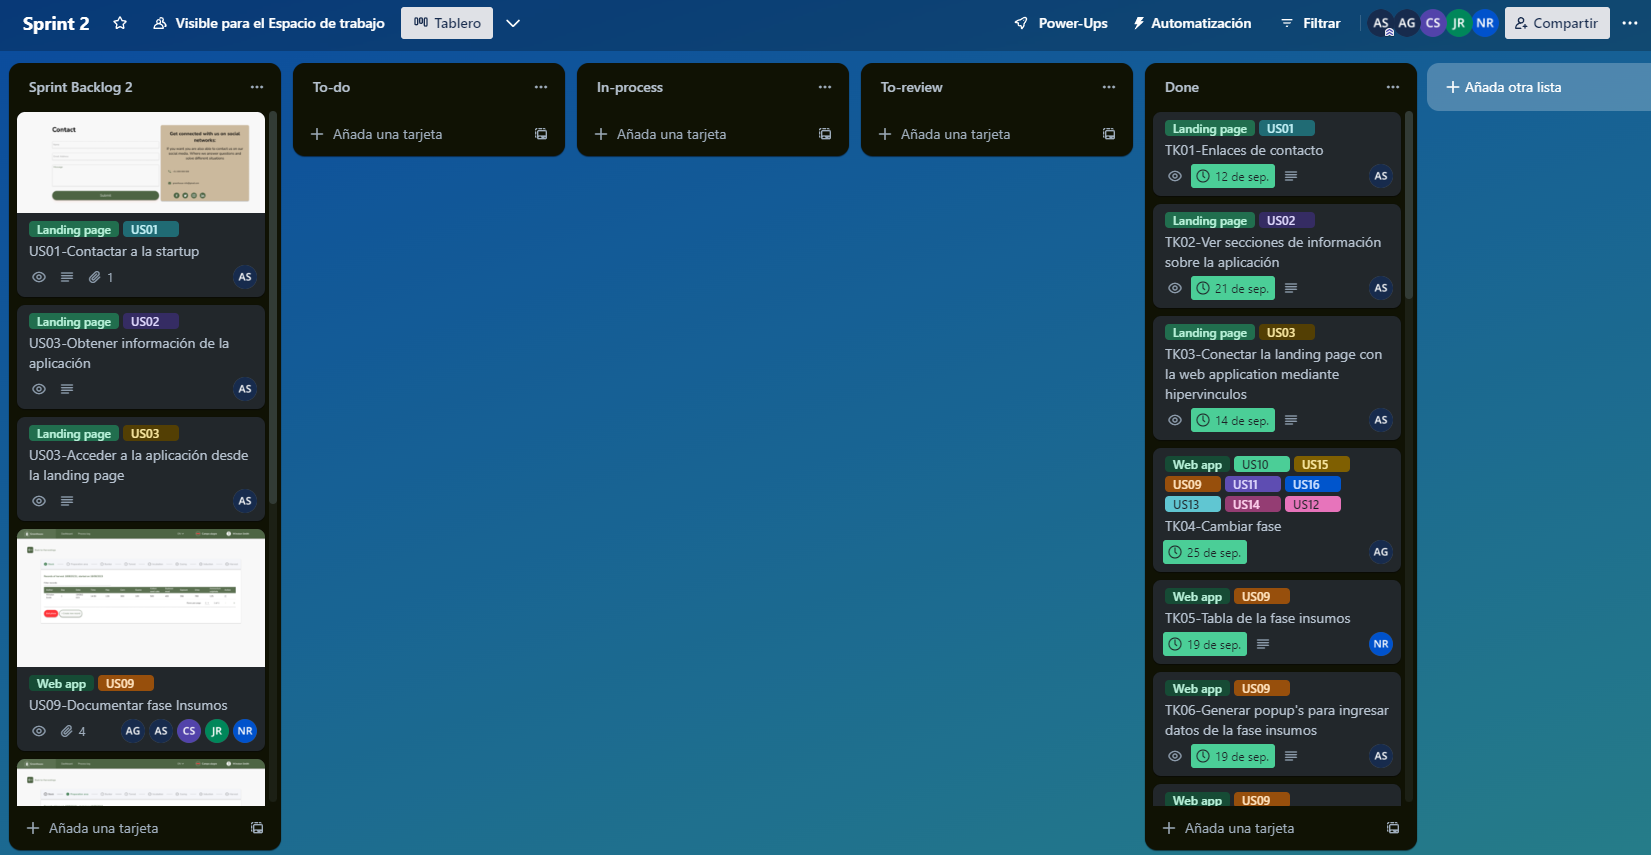 Sprint 2
Visible para el Espacio de trabajo
Tablero
Power-Ups
Automatización
Filtrar
AS
AG
CS
JR
NR
Compartir
Sprint Backlog 2
Contact
Get connected with us on social
networks:
Submit
Landing page US01
US01-Contactar a la startup
1
AS
Landing page US02
US03-Obtener información de la
aplicación
AS
Landing page US03
US03-Acceder a la aplicación desde
la landing page
AS
Web app US09
US09-Documentar fase Insumos
4
AG AS CS JR NR
Añada una tarjeta
To-do
Añada una tarjeta
In-process
Añada una tarjeta
To-review
Añada una tarjeta
Done
Landing page US01
TK01-Enlaces de contacto
12 de sep.
AS
Landing page US02
TK02-Ver secciones de información
sobre la aplicación
21 de sep.
AS
Landing page US03
TK03-Conectar la landing page con
la web application mediante
hipervinculos
14 de sep.
AS
Web app US10 US15
US09 US11 US16
US13 US14 US12
TK04-Cambiar fase
25 de sep.
AG
Web app US09
TK05-Tabla de la fase insumos
19 de sep.
NR
Web app US09
TK06-Generar popup's para ingresar
datos de la fase insumos
19 de sep.
AS
Web app US09
Añada una tarjeta
Añada otra lista